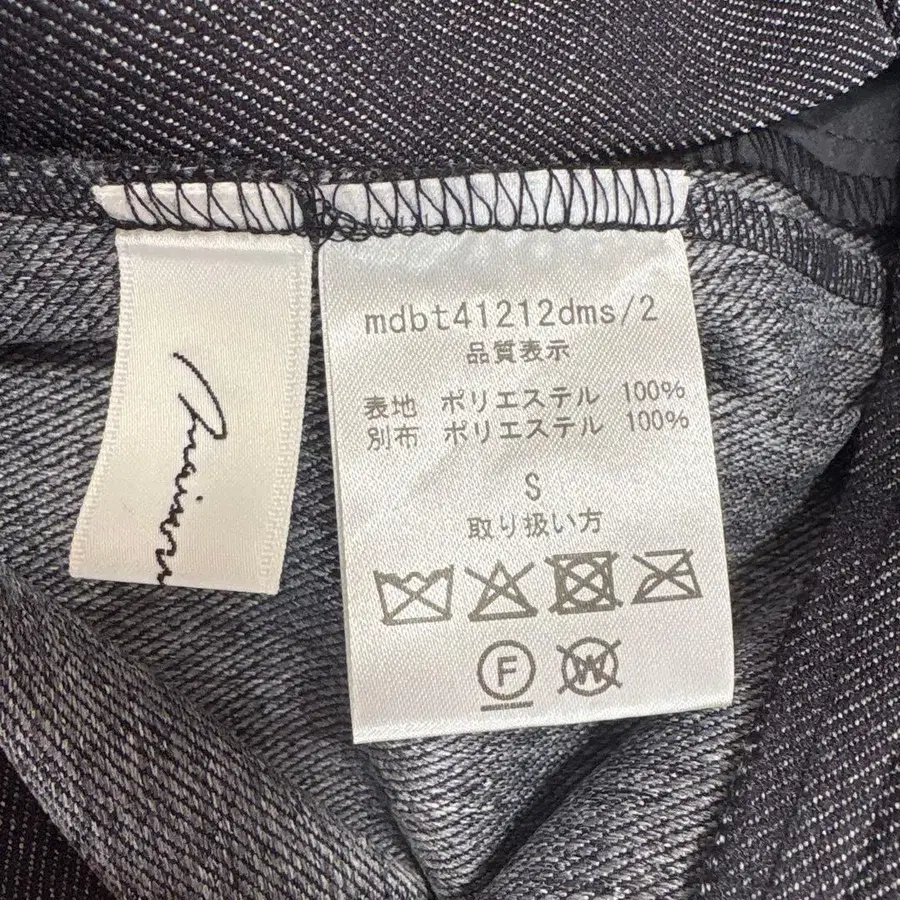 mdbt41212dms/2
品質表示
表地 ポリエステル 100%
別布 ポリエステル 100%
S
取り扱い方
F W